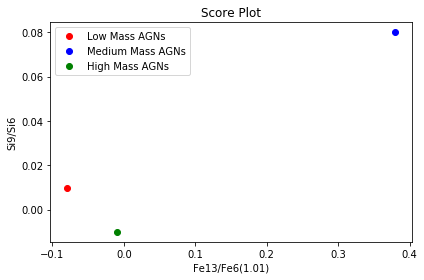 Score Plot
Low Mass AGNs
Medium Mass AGNs
High Mass AGNs
0.08
0.06
0.04
0.02
0.00
Si9/Si6
−0.1
0.0
0.1
0.2
0.3
0.4
Fe13/Fe6(1.01)